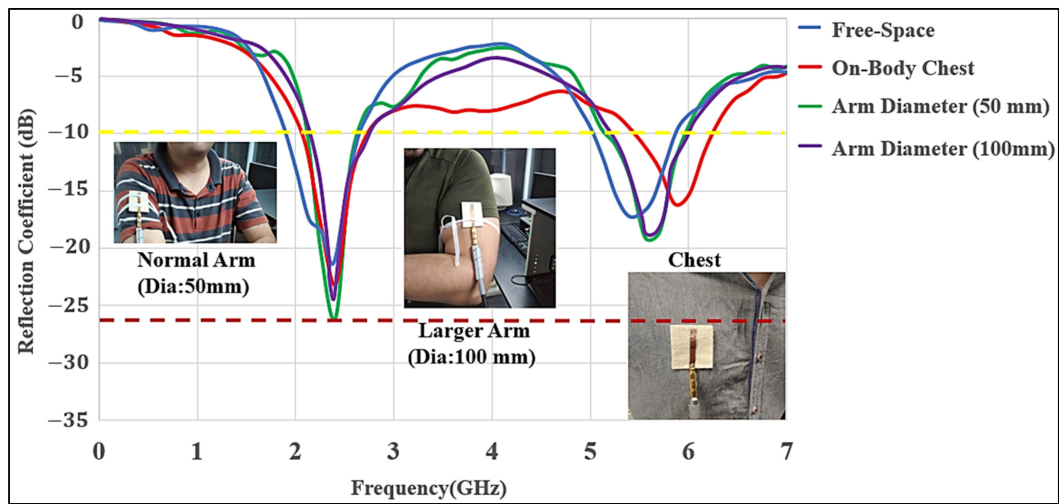 0
−5
−10
−15
−20
−25
−30
−35
Reflection Coefficient (dB)
0 1 2 3 4 5 6 7
Frequency(GHz)
Free-Space
On-Body Chest
Arm Diameter (50 mm)
Arm Diameter (100mm)
Normal Arm
(Dia:50mm)
Larger Arm
(Dia:100 mm)
Chest